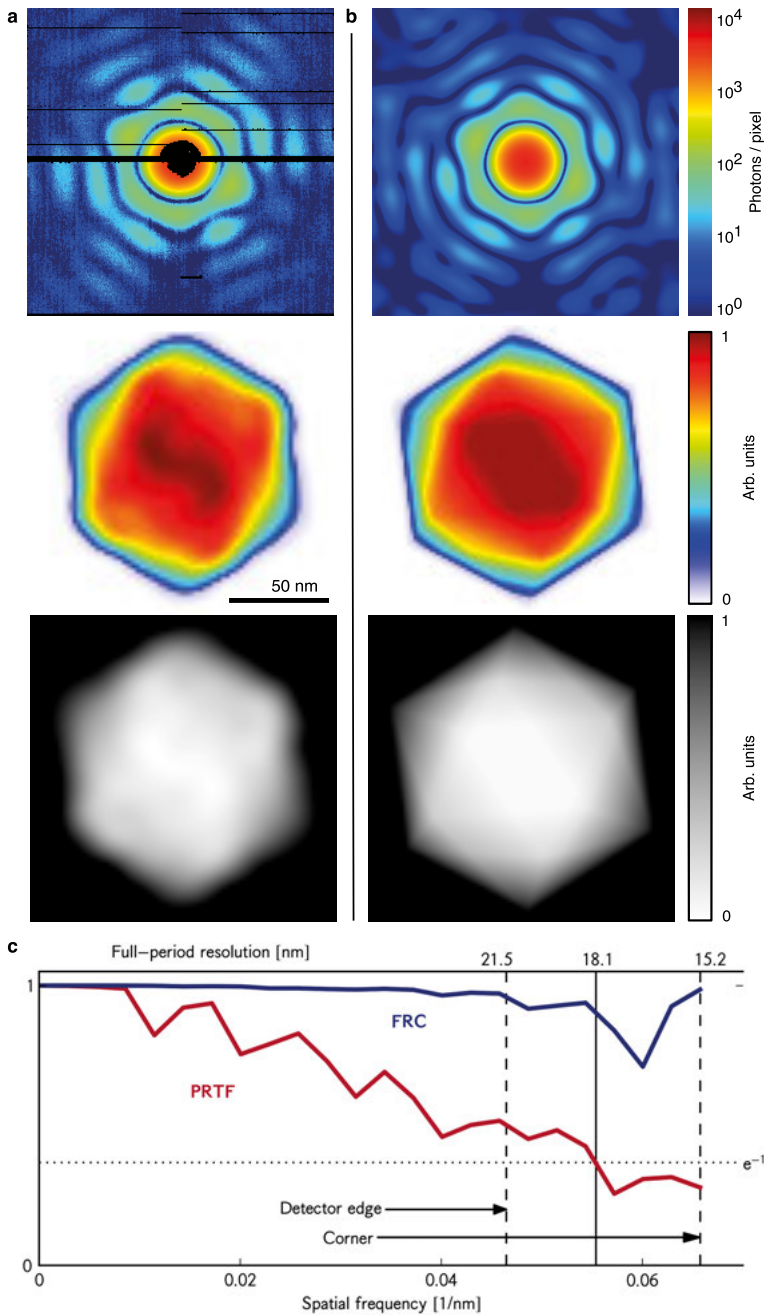 a
b
10⁴
10³
10²
10¹
10⁰
Photons / pixel
50 nm
1
0
Arb. units
1
0
Arb. units
c
Full–period resolution [nm]
21.5
18.1
15.2
1
FRC
PRTF
e⁻¹
Detector edge
Corner
0
0
0.02
0.04
0.06
Spatial frequency [1/nm]